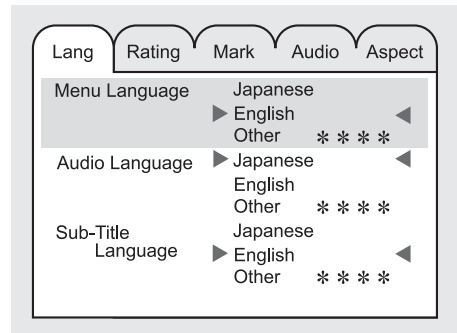 Lang Rating Mark Audio Aspect
Menu Language Japanese
▶ English ◀
Other ＊＊＊＊
Audio Language ▶ Japanese ◀
English
Other ＊＊＊＊
Sub-Title Japanese
Language ▶ English ◀
Other ＊＊＊＊